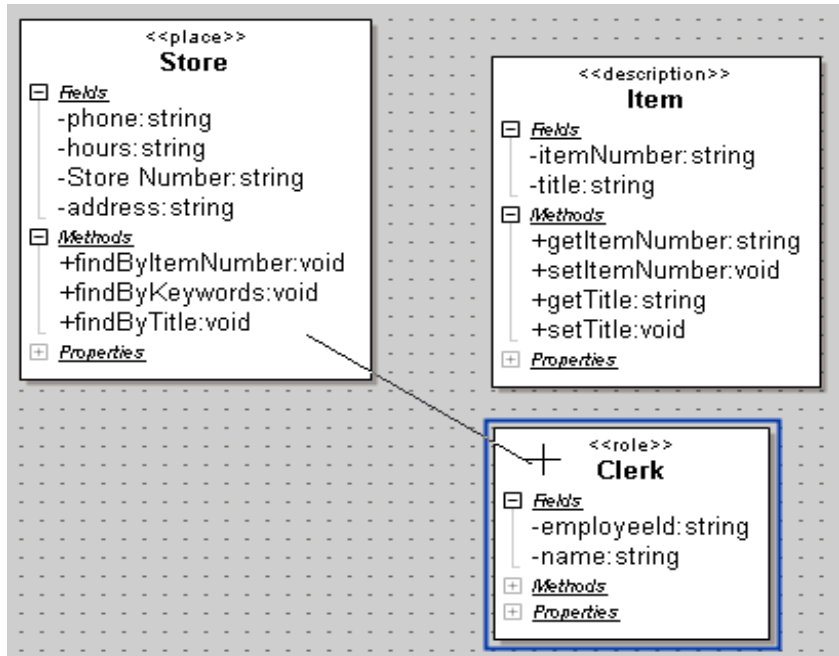 <<place>>
Store
Fields
-phone:string
-hours:string
-Store Number:string
-address:string
Methods
+findByItemNumber:void
+findByKeywords:void
+findByTitle:void
Properties
<<description>>
Item
Fields
-itemNumber:string
-title:string
Methods
+getItemNumber:string
+setItemNumber:void
+getTitle:string
+setTitle:void
Properties
<<role>>
Clerk
Fields
-employeeId:string
-name:string
Methods
Properties